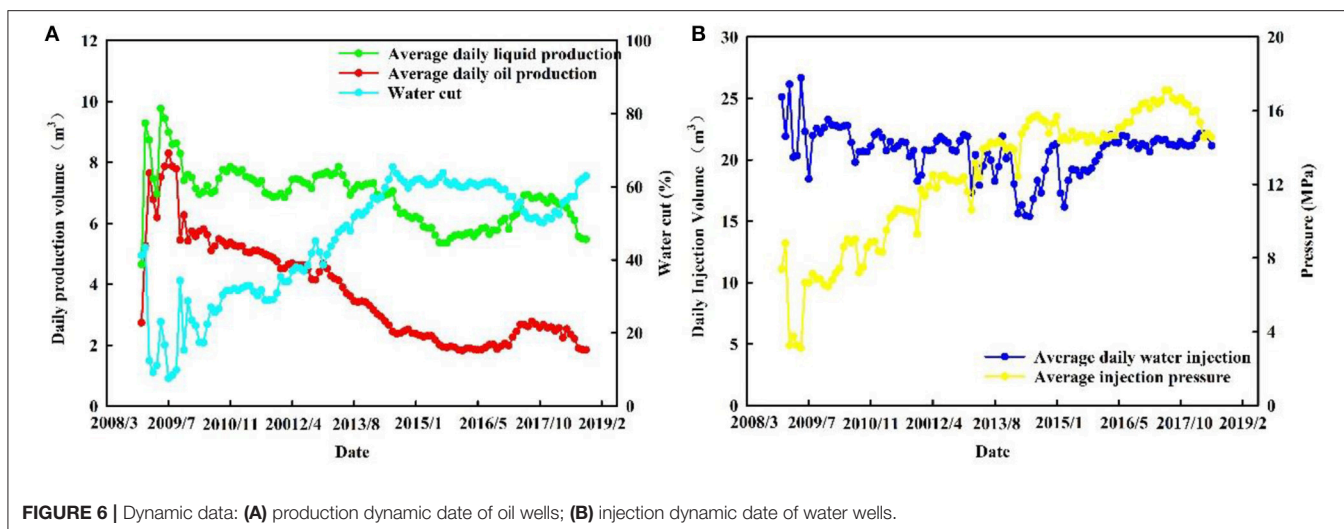 A
12
10
8
6
4
2
0
Daily production volume （m³）
100
80
60
40
20
0
Water cut (%)
Average daily liquid production
Average daily oil production
Water cut
2008/3 2009/7 2010/11 20012/4 2013/8 2015/1 2016/5 2017/10 2019/2
Date
B
30
25
20
15
10
5
0
Daily Injection Volume （m³）
20
16
12
8
4
0
Pressure (MPa)
Average daily water injection
Average injection pressure
2008/3 2009/7 2010/11 20012/4 2013/8 2015/1 2016/5 2017/10 2019/2
Date
FIGURE 6 | Dynamic data: (A) production dynamic date of oil wells; (B) injection dynamic date of water wells.